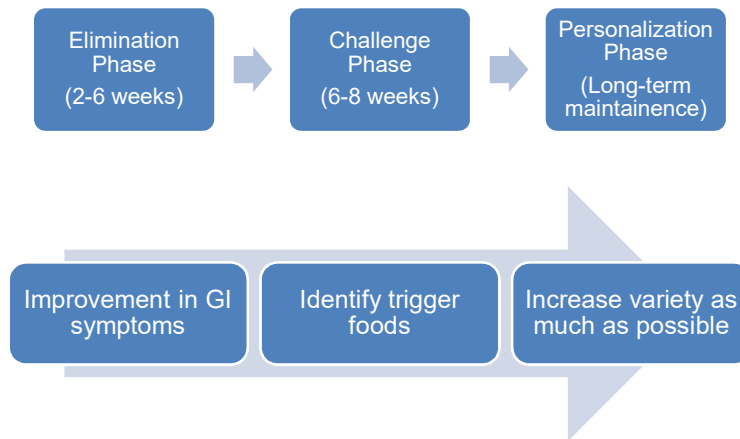 Elimination
Phase
(2-6 weeks)
Challenge
Phase
(6-8 weeks)
Personalization
Phase
(Long-term
maintainence)
Improvement in GI
symptoms
Identify trigger
foods
Increase variety as
much as possible